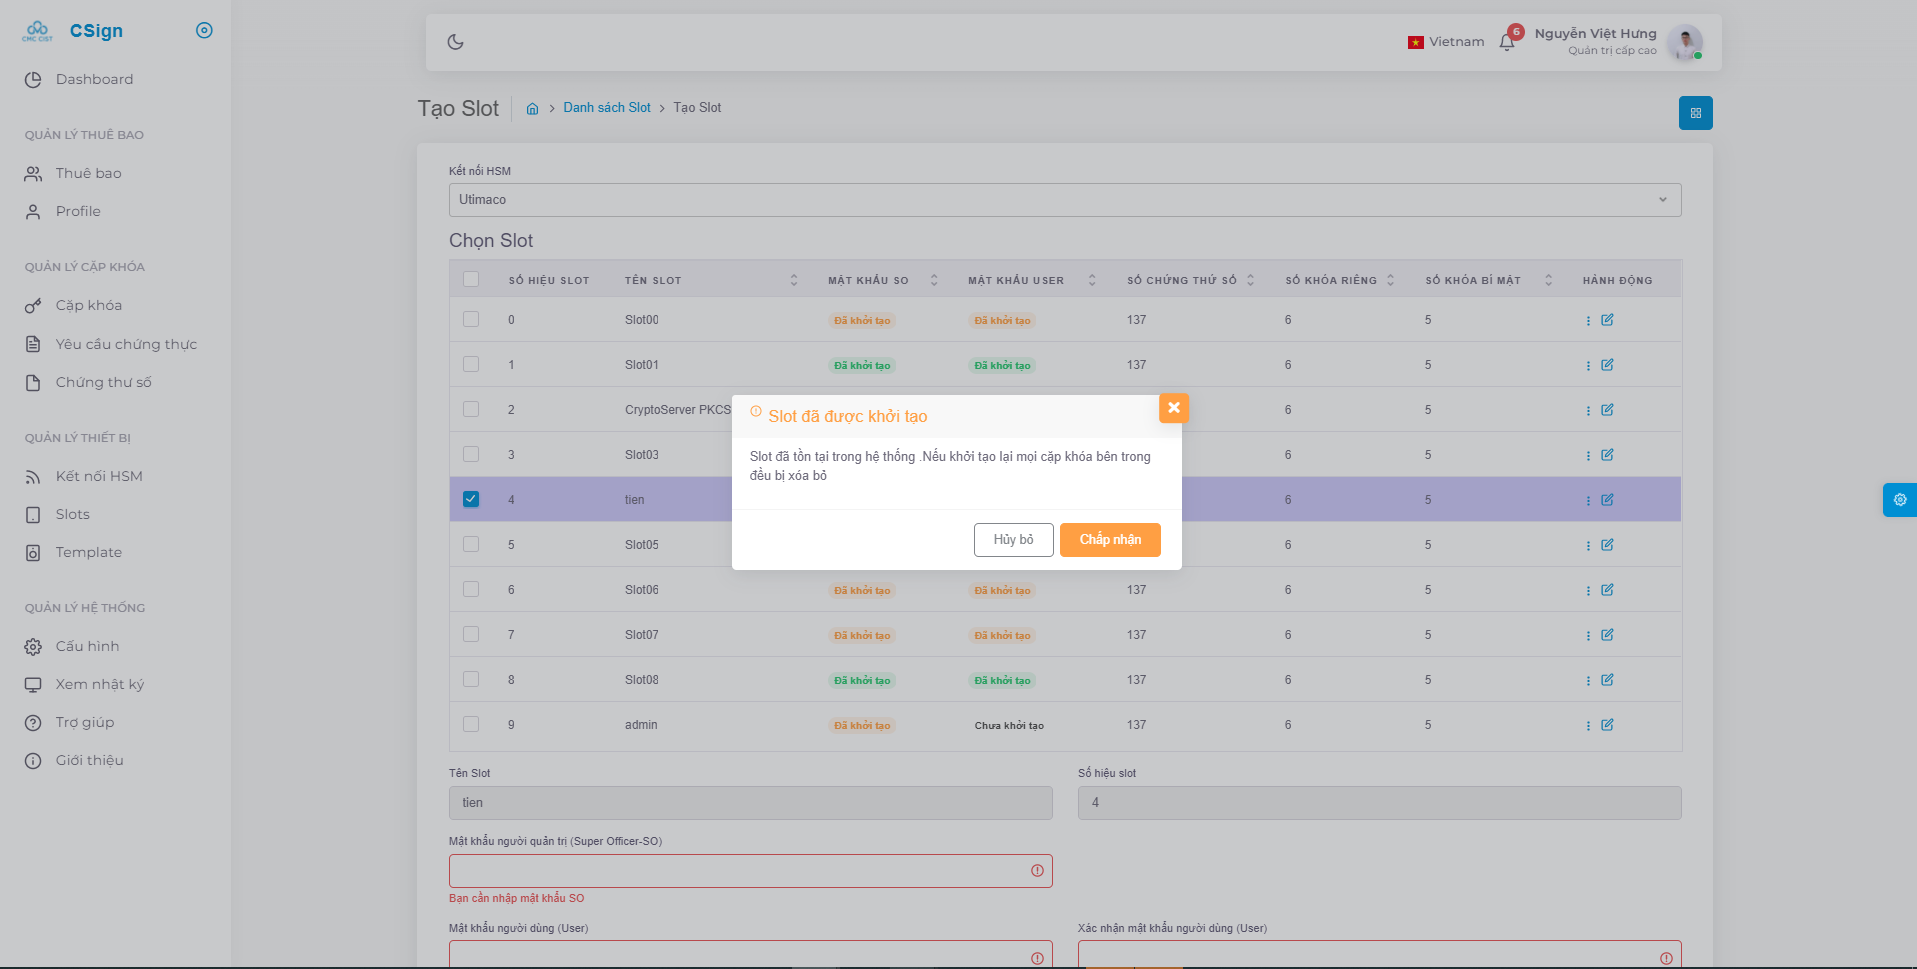 CMC CIST
CSign
Dashboard
QUẢN LÝ THUÊ BAO
Thuê bao
Profile
QUẢN LÝ CẶP KHÓA
Cặp khóa
Yêu cầu chứng thực
Chứng thư số
QUẢN LÝ THIẾT BỊ
Kết nối HSM
Slots
Template
QUẢN LÝ HỆ THỐNG
Cấu hình
Xem nhật ký
Trợ giúp
Giới thiệu
Vietnam
6
Nguyễn Việt Hưng
Quản trị cấp cao
Tạo Slot
Danh sách Slot
Tạo Slot
Kết nối HSM
Utimaco
Chọn Slot
SỐ HIỆU SLOT TÊN SLOT MẬT KHẨU SO MẬT KHẨU USER SỐ CHỨNG THƯ SỐ SỐ KHÓA RIÊNG SỐ KHÓA BÍ MẬT HÀNH ĐỘNG
0 Slot00 Đã khởi tạo Đã khởi tạo 137 6 5
1 Slot01 Đã khởi tạo Đã khởi tạo 137 6 5
2 CryptoServer PKCS 6 5
3 Slot03 6 5
4 tien 6 5
5 Slot05 6 5
6 Slot06 Đã khởi tạo Đã khởi tạo 137 6 5
7 Slot07 Đã khởi tạo Đã khởi tạo 137 6 5
8 Slot08 Đã khởi tạo Đã khởi tạo 137 6 5
9 admin Đã khởi tạo Chưa khởi tạo 137 6 5
Slot đã được khởi tạo
Slot đã tồn tại trong hệ thống .Nếu khởi tạo lại mọi cặp khóa bên trong
đều bị xóa bỏ
Hủy bỏ
Chấp nhận
Tên Slot
tien
Số hiệu slot
4
Mật khẩu người quản trị (Super Officer-SO)
Bạn cần nhập mật khẩu SO
Mật khẩu người dùng (User)
Xác nhận mật khẩu người dùng (User)